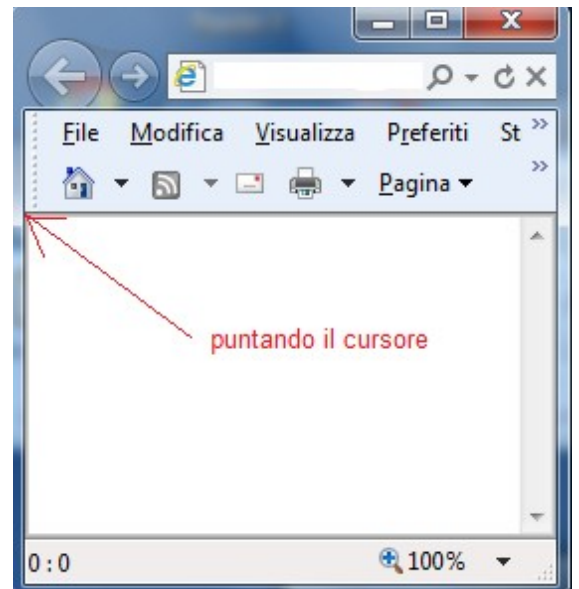 File Modifica Visualizza Preferiti St »
Pagina »
puntando il cursore
0 : 0 100%